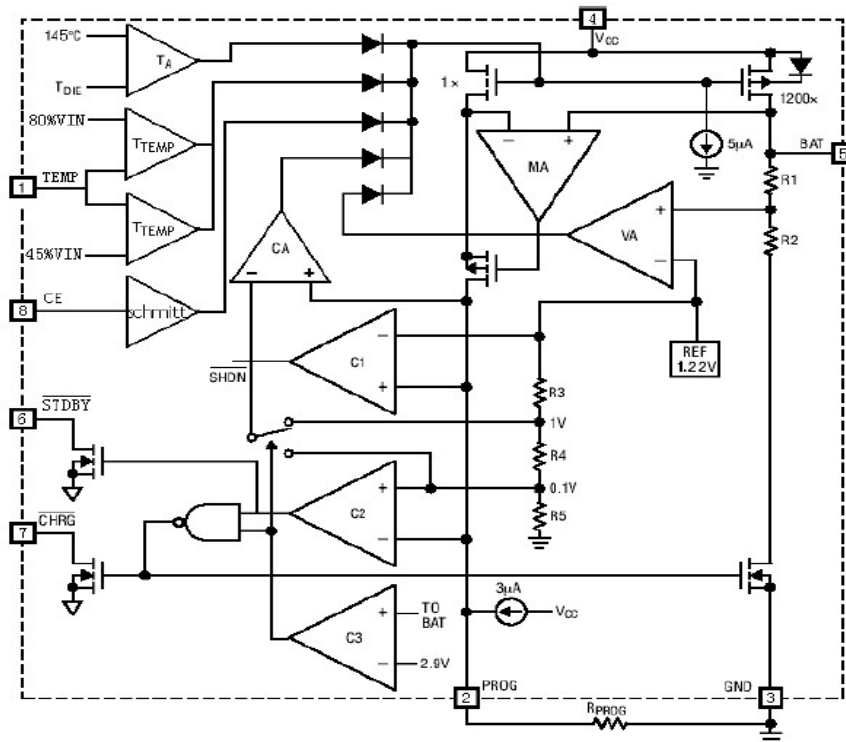 4
145°C
VCC
TA
TDIE
1×
1200×
80%VIN
5µA
BAT
5
TTEMP
MA
R1
1
TEMP
TTEMP
VA
R2
CA
45%VIN
8
CE
schmitt
REF
1.22V
C1
SHDN
R3
6
STDBY
1V
R4
0.1V
C2
R5
7
CHRG
3µA
VCC
C3
TO
BAT
2.9V
2
PROG
GND
3
RPROG